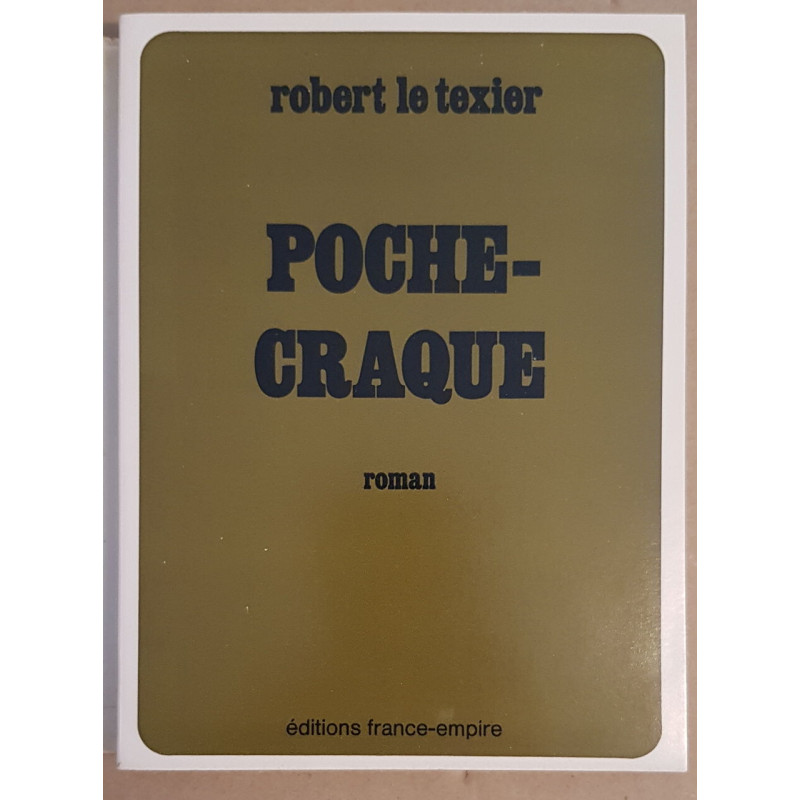 robert le texier
POCHE-
CRAQUE
roman
éditions france-empire